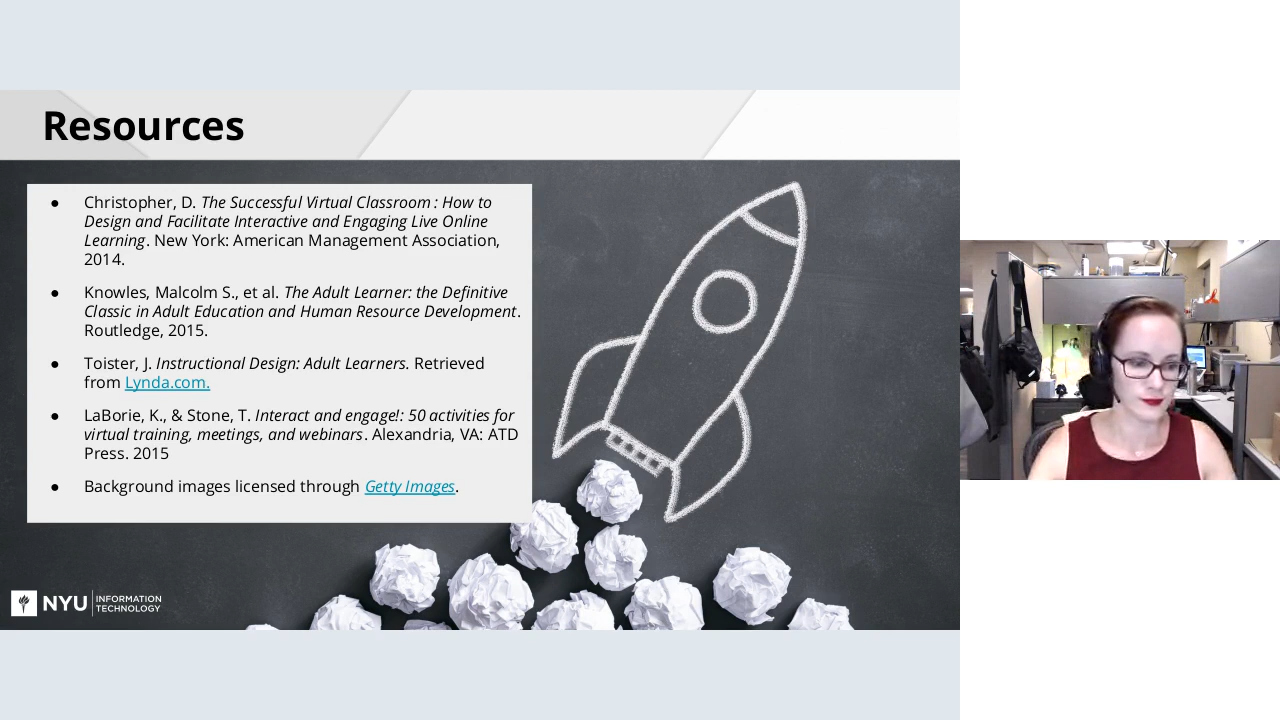 Resources
● Christopher, D. The Successful Virtual Classroom : How to
Design and Facilitate Interactive and Engaging Live Online
Learning. New York: American Management Association,
2014.
● Knowles, Malcolm S., et al. The Adult Learner: the Definitive
Classic in Adult Education and Human Resource Development.
Routledge, 2015.
● Toister, J. Instructional Design: Adult Learners. Retrieved
from Lynda.com.
● LaBorie, K., & Stone, T. Interact and engage!: 50 activities for
virtual training, meetings, and webinars. Alexandria, VA: ATD
Press. 2015
● Background images licensed through Getty Images.
NYU
INFORMATION
TECHNOLOGY